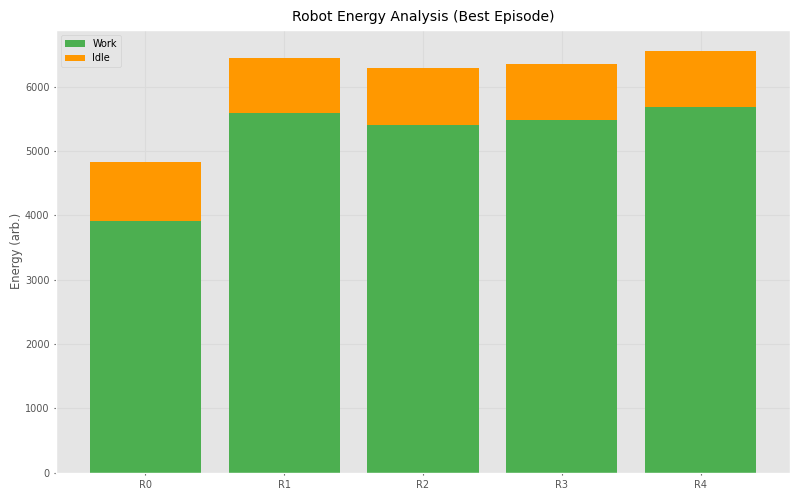 Robot Energy Analysis (Best Episode)
Work
Idle
Energy (arb.)
6000
5000
4000
3000
2000
1000
0
R0 R1 R2 R3 R4